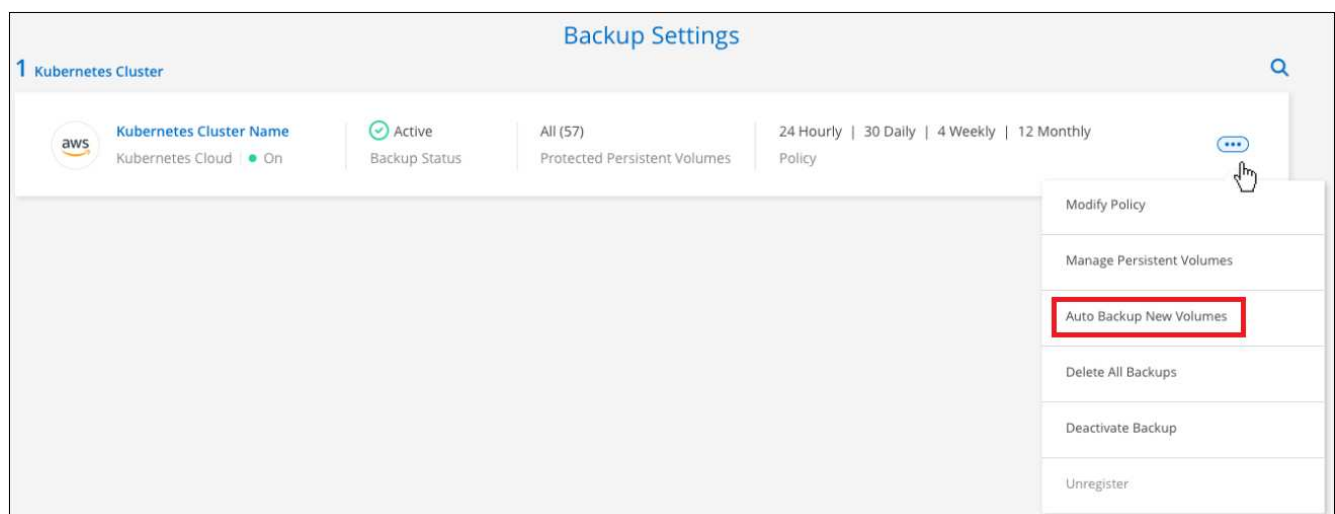 Backup Settings
1 Kubernetes Cluster
aws
Kubernetes Cluster Name
Kubernetes Cloud
On
Active
Backup Status
All (57)
Protected Persistent Volumes
24 Hourly | 30 Daily | 4 Weekly | 12 Monthly
Policy
Modify Policy
Manage Persistent Volumes
Auto Backup New Volumes
Delete All Backups
Deactivate Backup
Unregister